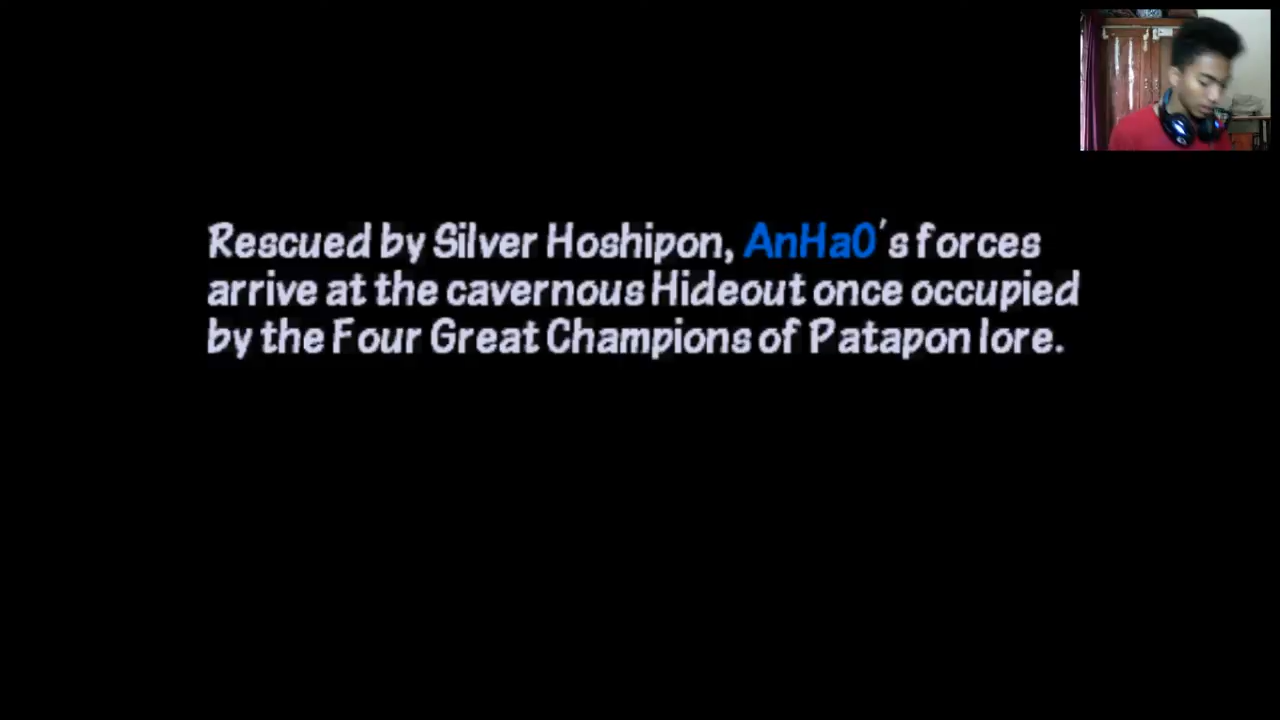 Rescued by Silver Hoshipon, AnHaO's forces
arrive at the cavernous Hideout once occupied
by the Four Great Champions of Patapon lore.